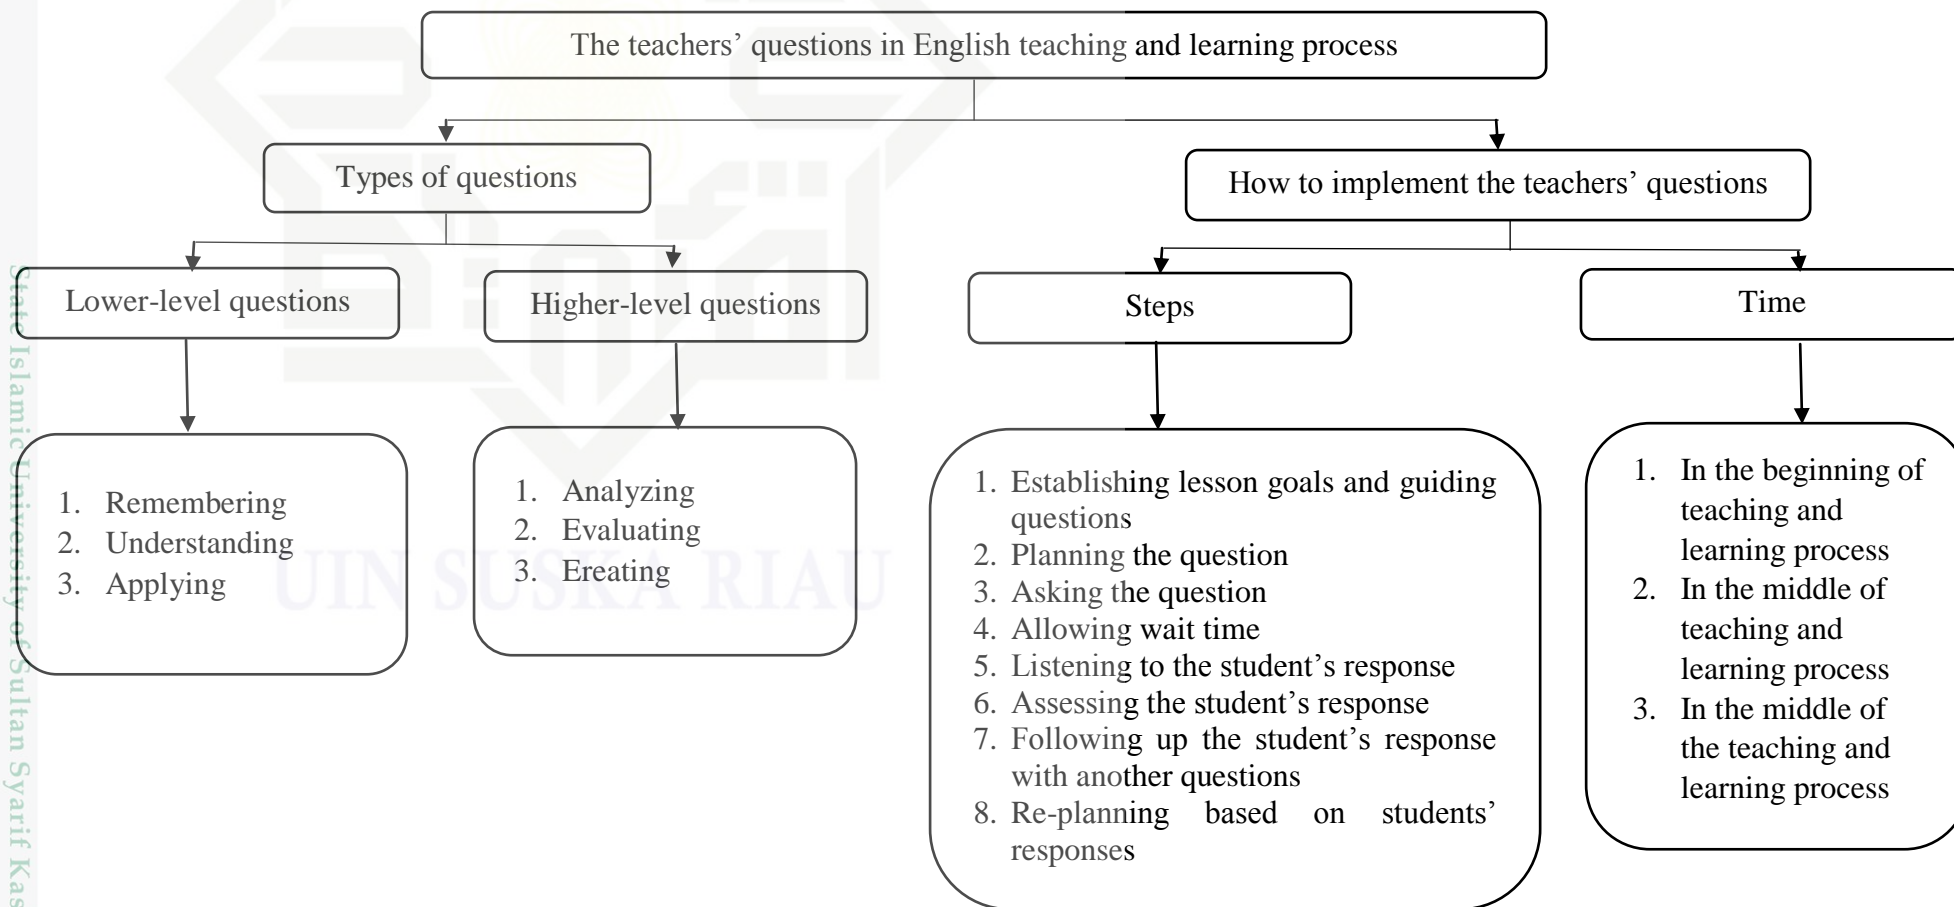 The teachers’ questions in English teaching and learning process
Types of questions
How to implement the teachers’ questions
Lower-level questions
Higher-level questions
Steps
Time
1. Remembering
2. Understanding
3. Applying
1. Analyzing
2. Evaluating
3. Ereating
1. Establishing lesson goals and guiding
questions
2. Planning the question
3. Asking the question
4. Allowing wait time
5. Listening to the student’s response
6. Assessing the student’s response
7. Following up the student’s response
with another questions
8. Re-planning based on students’
responses
1. In the beginning of
teaching and
learning process
2. In the middle of
teaching and
learning process
3. In the middle of
the teaching and
learning process
UIN SUSKA RIAU
State Islamic University of Sultan Syarif Kas